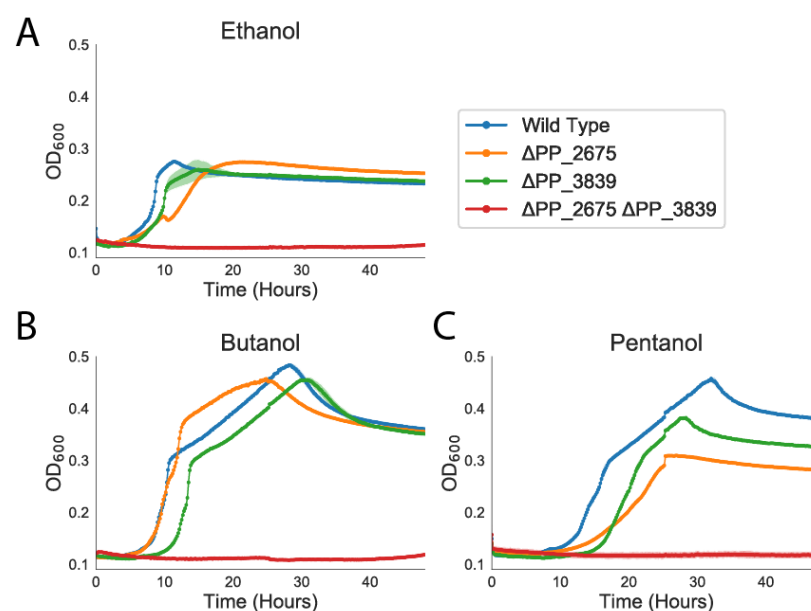 A
Ethanol
0.5
0.4
0.3
0.2
0.1
OD600
0 10 20 30 40
Time (Hours)
Wild Type
ΔPP_2675
ΔPP_3839
ΔPP_2675 ΔPP_3839
B
Butanol
0.5
0.4
0.3
0.2
0.1
OD600
0 10 20 30 40
Time (Hours)
C
Pentanol
0.5
0.4
0.3
0.2
0.1
OD600
0 10 20 30 40
Time (Hours)